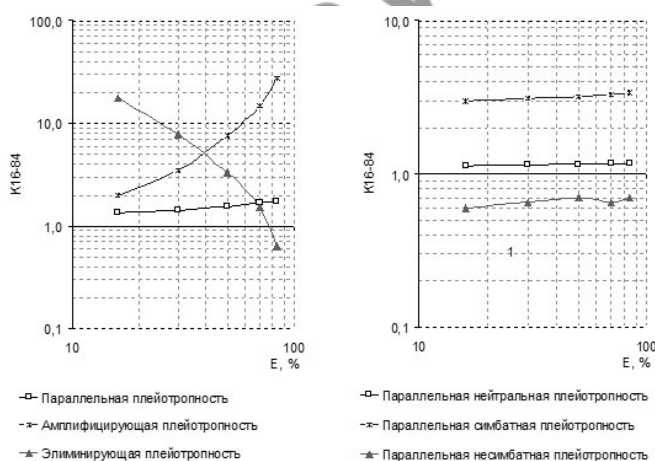 100,0
10,0
1,0
0,1
К16-84
10
100
E, %
Параллельная плейотропность
Амплифицирующая плейотропность
Элиминирующая плейотропность
10,0
1,0
0,1
К16-84
1
10
100
E, %
Параллельная нейтральная плейотропность
Параллельная симбатная плейотропность
Параллельная несимбатная плейотропность